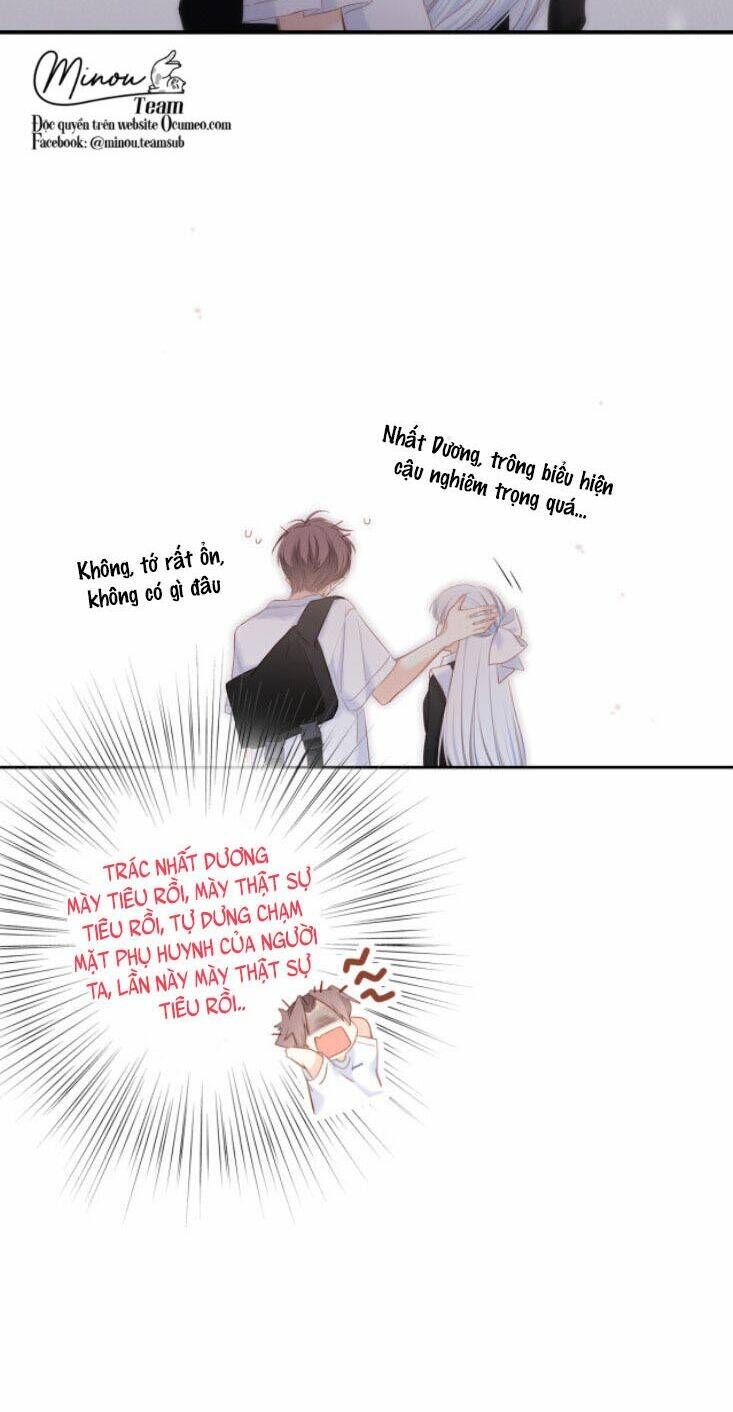 Minou
Team
Độc quyền trên website Ocumeo.com
Facebook: @minou.teamsub
Nhất Dương, trông biểu hiện
cậu nghiêm trọng quá...
Không, tớ rất ổn,
không có gì đâu
TRÁC NHẤT DƯƠNG
MÀY TIÊU RỒI, MÀY THẬT SỰ
TIÊU RỒI, TỰ DƯNG CHẠM
MẶT PHỤ HUYNH CỦA NGƯỜI
TA, LẦN NÀY MÀY THẬT SỰ
TIÊU RỒI..